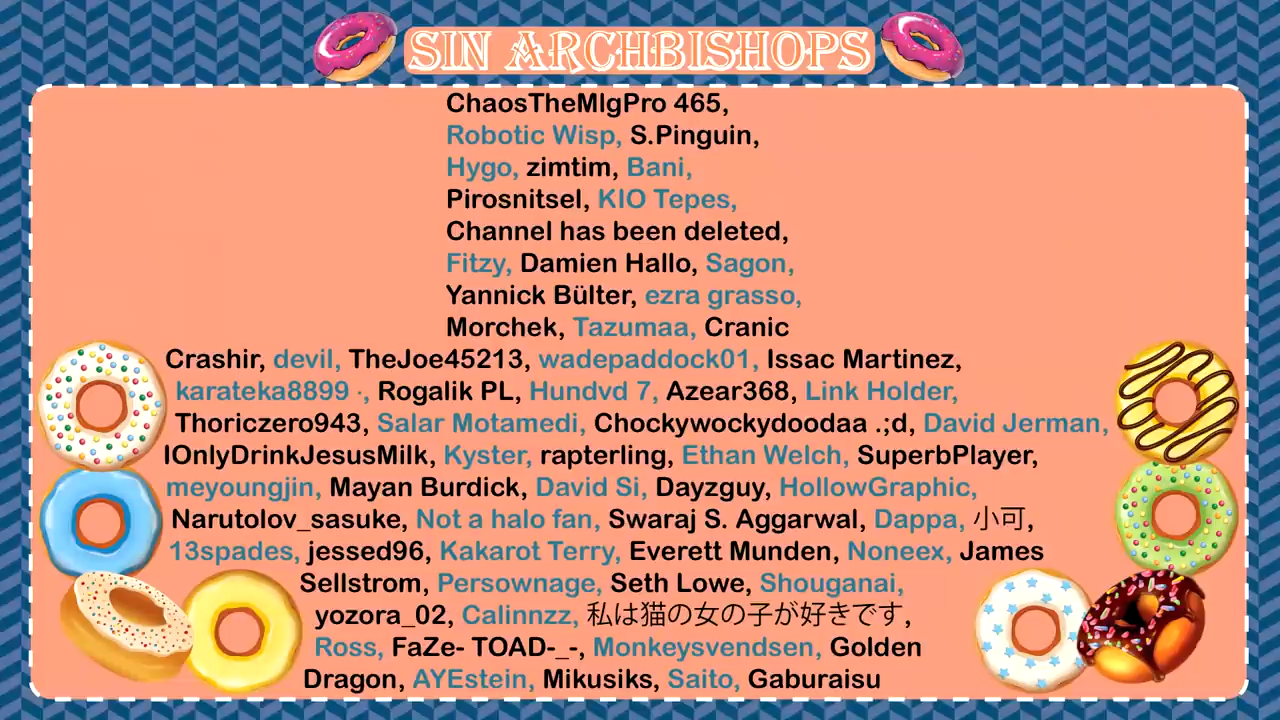 SIN ARCHBISHOPS
ChaosTheMlgPro 465,
Robotic Wisp, S.Pinguin,
Hygo, zimtim, Bani,
Pirosnitsel, KIO Tepes,
Channel has been deleted,
Fitzy, Damien Hallo, Sagon,
Yannick Bülter, ezra grasso,
Morchek, Tazumaa, Cranic
Crashir, devil, TheJoe45213, wadepaddock01, Issac Martinez,
karateka8899 ·, Rogalik PL, Hundvd 7, Azear368, Link Holder,
Thoriczero943, Salar Motamedi, Chockywockydoodaa .;d, David Jerman,
IOnlyDrinkJesusMilk, Kyster, rapterling, Ethan Welch, SuperbPlayer,
meyoungjin, Mayan Burdick, David Si, Dayzguy, HollowGraphic,
Narutolov_sasuke, Not a halo fan, Swaraj S. Aggarwal, Dappa, 小可,
13spades, jessed96, Kakarot Terry, Everett Munden, Noneex, James
Sellstrom, Persownage, Seth Lowe, Shouganai,
yozora_02, Calinnzz, 私は猫の女の子が好きです,
Ross, FaZe- TOAD-_-, Monkeysvendsen, Golden
Dragon, AYEstein, Mikusiks, Saito, Gaburaisu